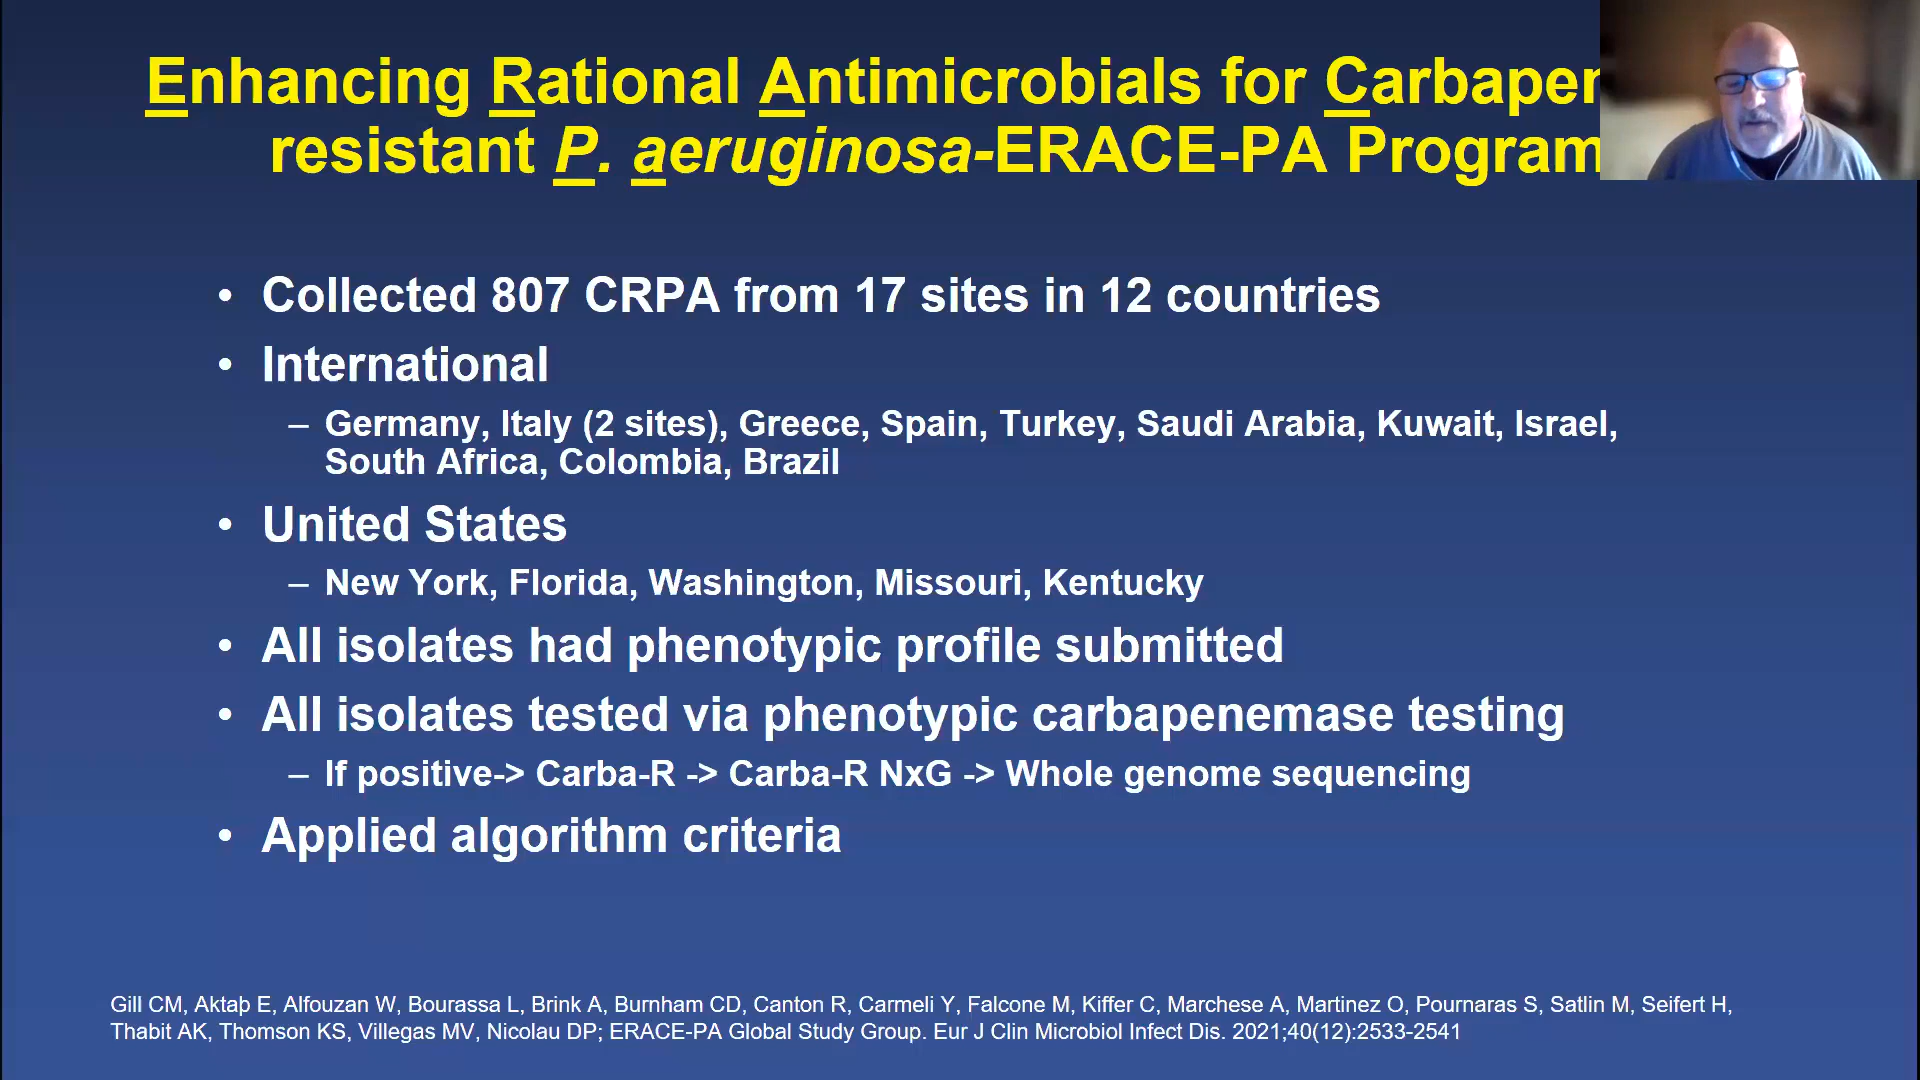 Enhancing Rational Antimicrobials for Carbapen
resistant P. aeruginosa-ERACE-PA Program
• Collected 807 CRPA from 17 sites in 12 countries
• International
– Germany, Italy (2 sites), Greece, Spain, Turkey, Saudi Arabia, Kuwait, Israel,
South Africa, Colombia, Brazil
• United States
– New York, Florida, Washington, Missouri, Kentucky
• All isolates had phenotypic profile submitted
• All isolates tested via phenotypic carbapenemase testing
– If positive-> Carba-R -> Carba-R NxG -> Whole genome sequencing
• Applied algorithm criteria
Gill CM, Aktaþ E, Alfouzan W, Bourassa L, Brink A, Burnham CD, Canton R, Carmeli Y, Falcone M, Kiffer C, Marchese A, Martinez O, Pournaras S, Satlin M, Seifert H,
Thabit AK, Thomson KS, Villegas MV, Nicolau DP; ERACE-PA Global Study Group. Eur J Clin Microbiol Infect Dis. 2021;40(12):2533-2541